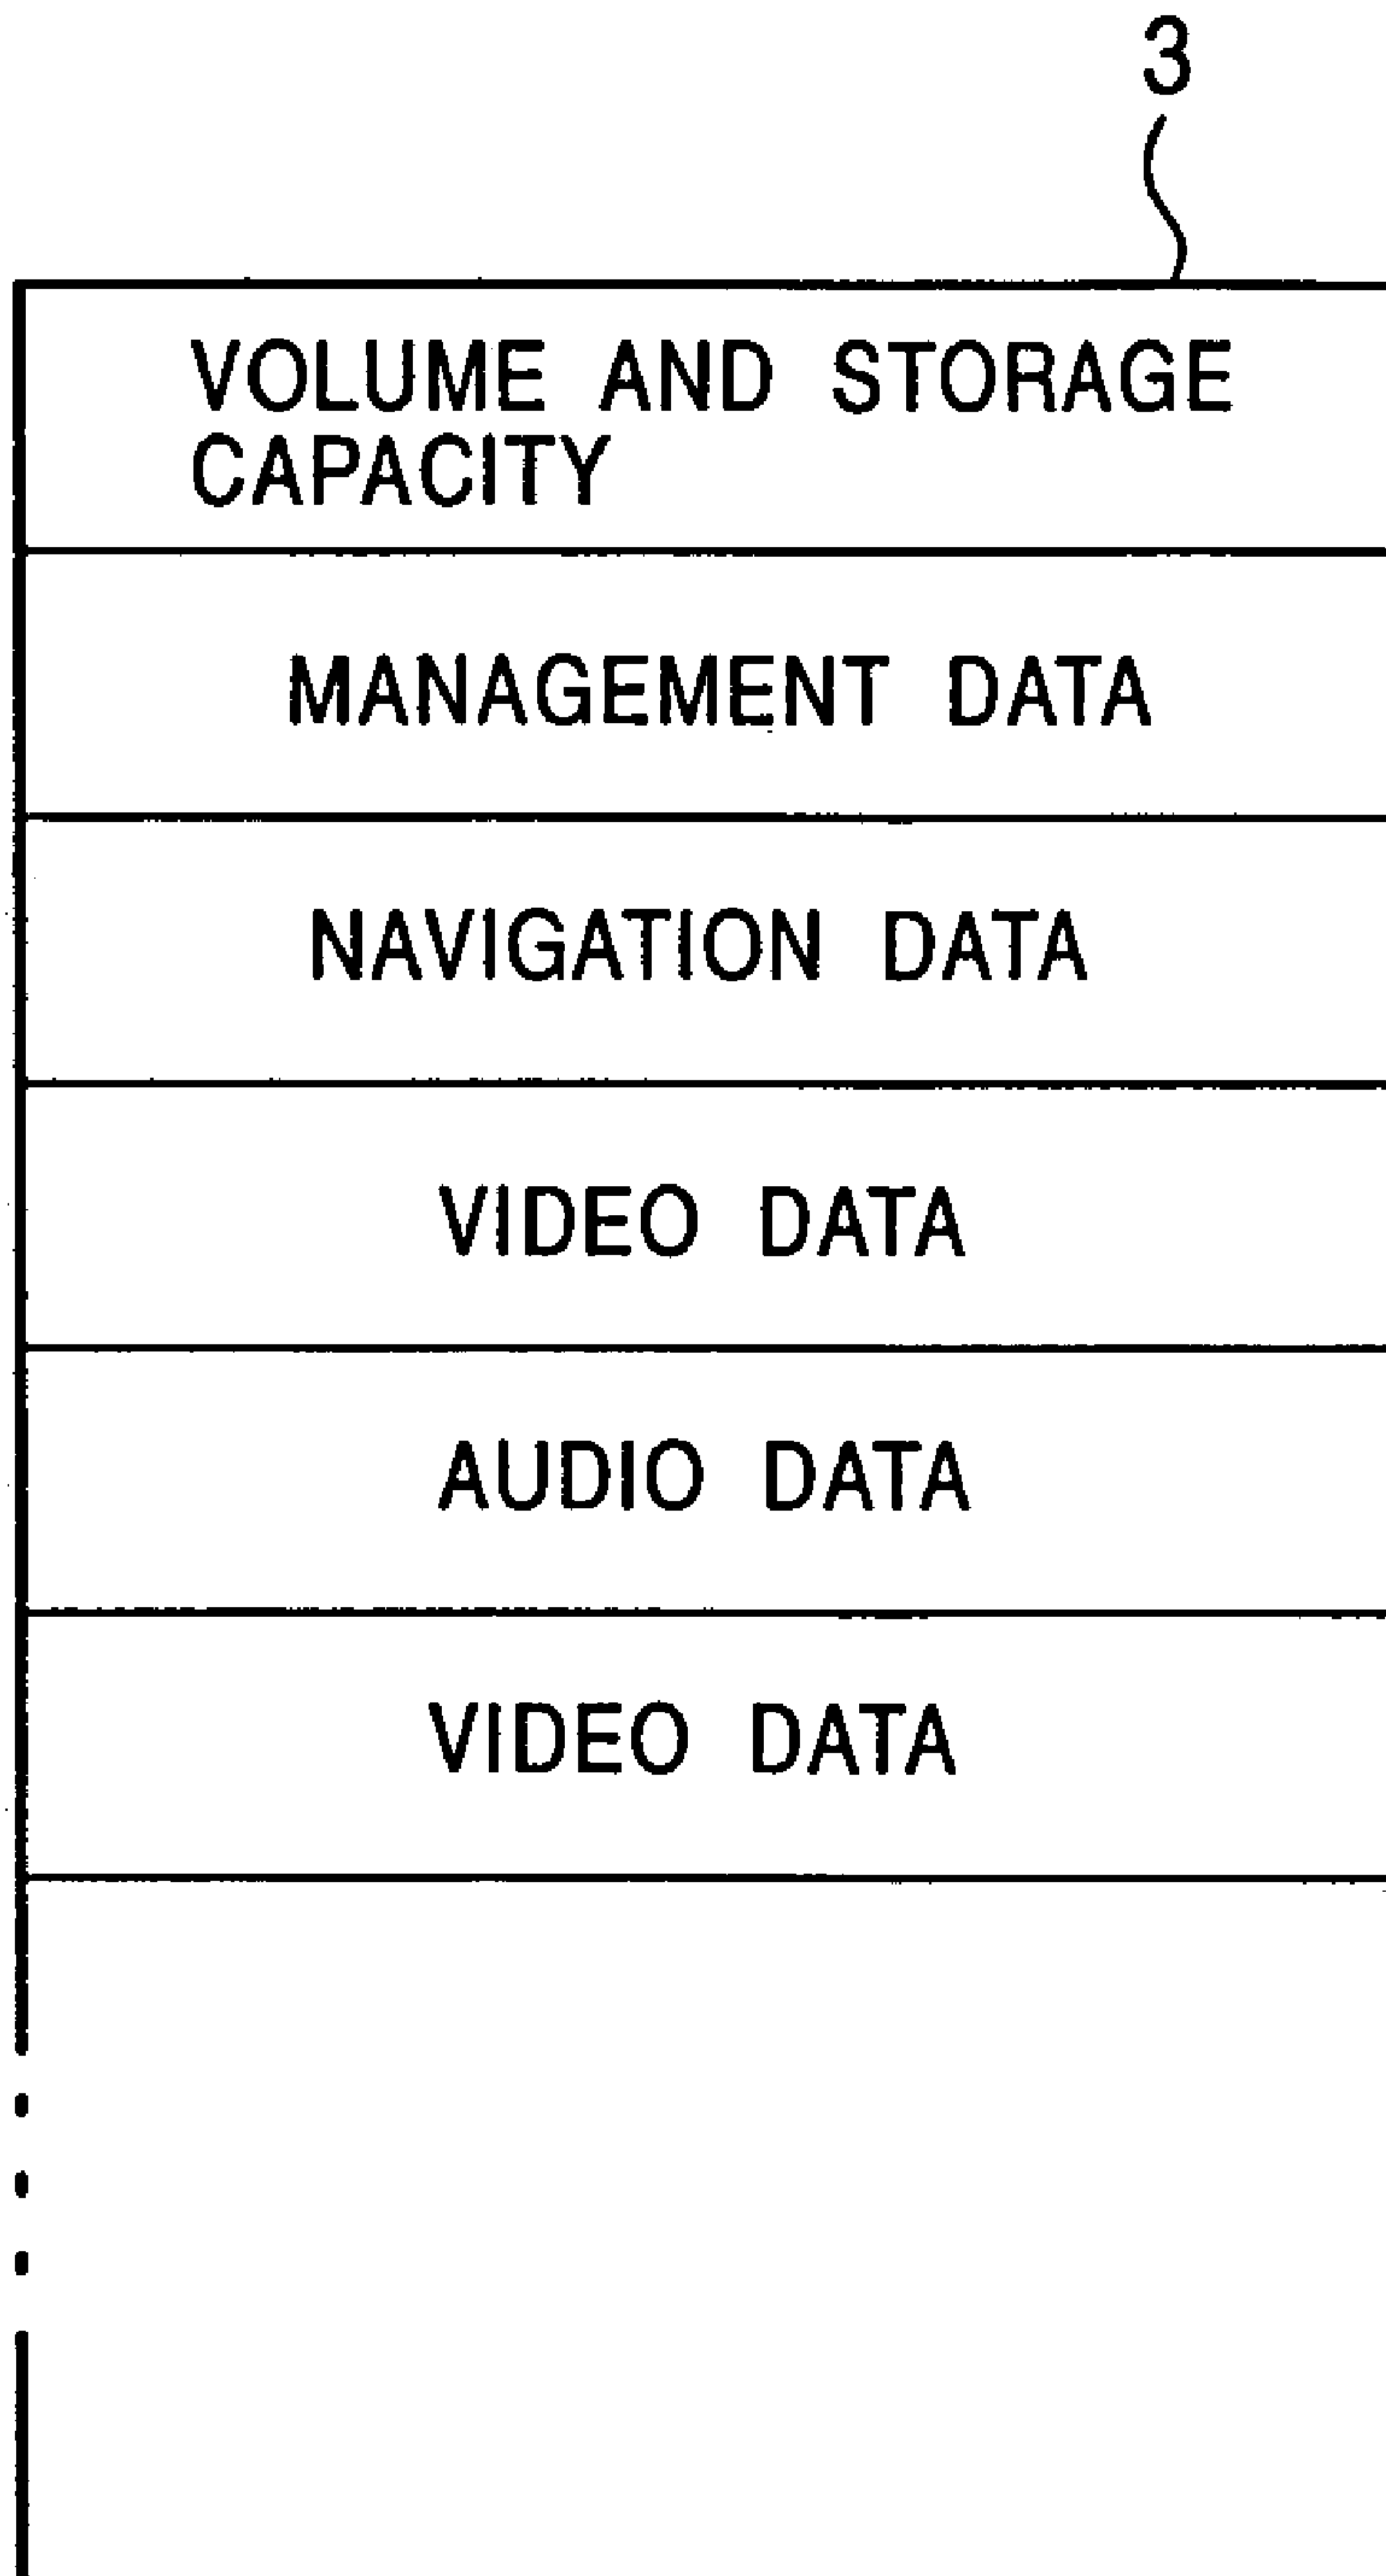 3
VOLUME AND STORAGE
CAPACITY
MANAGEMENT DATA
NAVIGATION DATA
VIDEO DATA
AUDIO DATA
VIDEO DATA